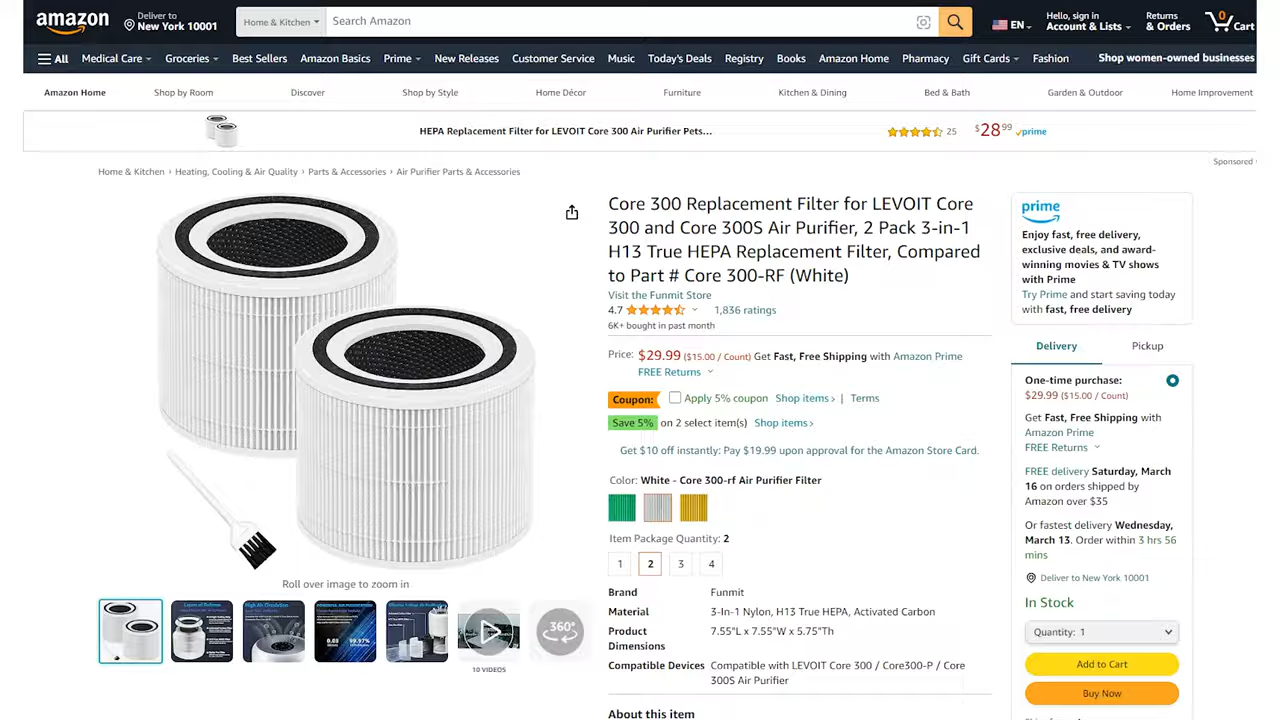 amazon
Deliver to
New York 10001
Home & Kitchen
Search Amazon
EN
Hello, sign in
Account & Lists
Returns
& Orders
0
Cart
All
Medical Care
Groceries
Best Sellers
Amazon Basics
Prime
New Releases
Customer Service
Music
Today's Deals
Registry
Books
Amazon Home
Pharmacy
Gift Cards
Fashion
Shop women-owned businesses
Amazon Home
Shop by Room
Discover
Shop by Style
Home Décor
Furniture
Kitchen & Dining
Bed & Bath
Garden & Outdoor
Home Improvement
HEPA Replacement Filter for LEVOIT Core 300 Air Purifier Pets...
25
$28 99
prime
Sponsored
Home & Kitchen › Heating, Cooling & Air Quality › Parts & Accessories › Air Purifier Parts & Accessories
Core 300 Replacement Filter for LEVOIT Core
300 and Core 300S Air Purifier, 2 Pack 3-in-1
H13 True HEPA Replacement Filter, Compared
to Part # Core 300-RF (White)
Visit the Funmit Store
4.7
1,836 ratings
6K+ bought in past month
Price: $29.99 ($15.00 / Count) Get Fast, Free Shipping with Amazon Prime
FREE Returns
Coupon: Apply 5% coupon Shop items › | Terms
Save 5% on 2 select item(s) Shop items ›
Get $10 off instantly: Pay $19.99 upon approval for the Amazon Store Card.
Color: White - Core 300-rf Air Purifier Filter
Item Package Quantity: 2
1 2 3 4
Brand Funmit
Material 3-In-1 Nylon, H13 True HEPA, Activated Carbon
Product Dimensions 7.55"L x 7.55"W x 5.75"Th
Compatible Devices Compatible with LEVOIT Core 300 / Core300-P / Core
300S Air Purifier
About this item
Roll over image to zoom in
360°
10 VIDEOS
prime
Enjoy fast, free delivery,
exclusive deals, and award-
winning movies & TV shows
with Prime
Try Prime and start saving today
with fast, free delivery
Delivery
Pickup
One-time purchase:
$29.99 ($15.00 / Count)
Get Fast, Free Shipping with
Amazon Prime
FREE Returns
FREE delivery Saturday, March
16 on orders shipped by
Amazon over $35
Or fastest delivery Wednesday,
March 13. Order within 3 hrs 56
mins
Deliver to New York 10001
In Stock
Quantity: 1
Add to Cart
Buy Now